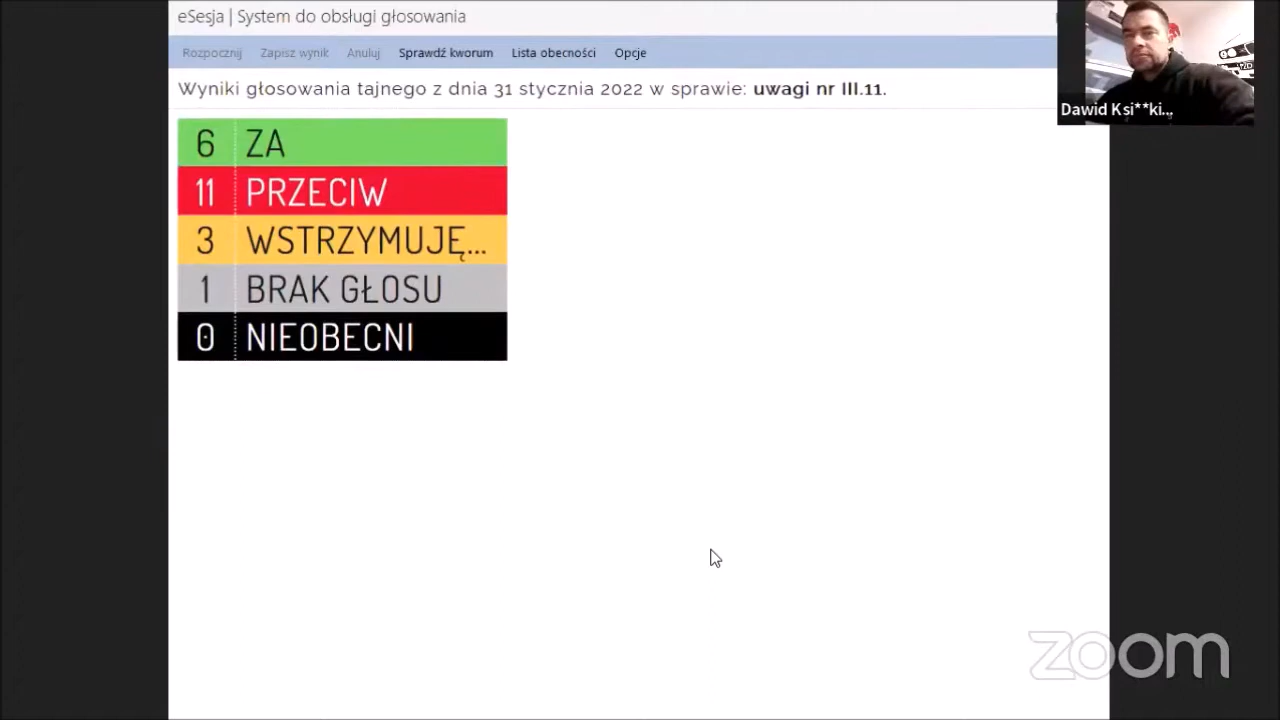 eSesja | System do obsługi głosowania
Rozpocznij Zapisz wynik Anuluj Sprawdź kworum Lista obecności Opcje
Wyniki głosowania tajnego z dnia 31 stycznia 2022 w sprawie: uwagi nr III.11.
6 ZA
11 PRZECIW
3 WSTRZYMUJĘ...
1 BRAK GŁOSU
0 NIEOBECNI
Dawid Ksi**ki...
zoom